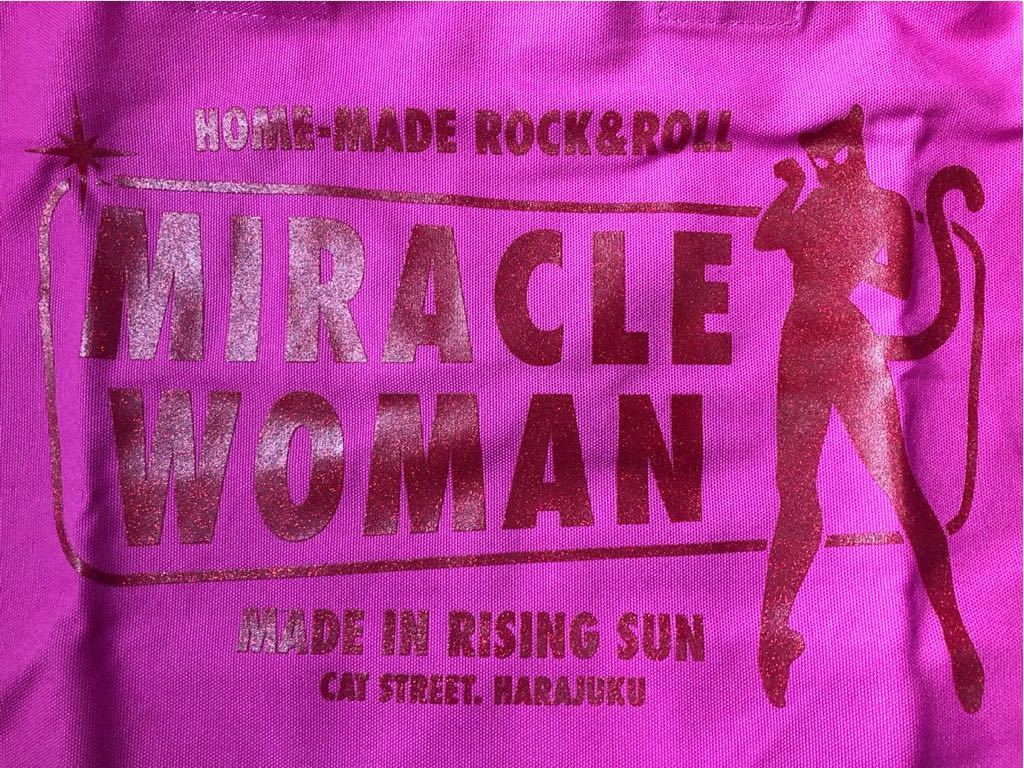 HOME-MADE ROCK&ROLL
MIRACLE
WOMAN
MADE IN RISING SUN
CAT STREET. HARAJUKU